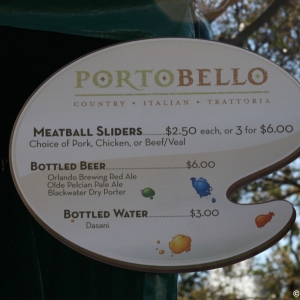 PORTOBELLO
COUNTRY • ITALIAN • TRATTORIA
MEATBALL SLIDERS $2.50 each, or 3 for $6.00
Choice of Pork, Chicken, or Beef/Veal
BOTTLED BEER $6.00
Orlando Brewing Red Ale
Olde Pelcian Pale Ale
Blackwater Dry Porter
BOTTLED WATER $3.00
Dasani
©